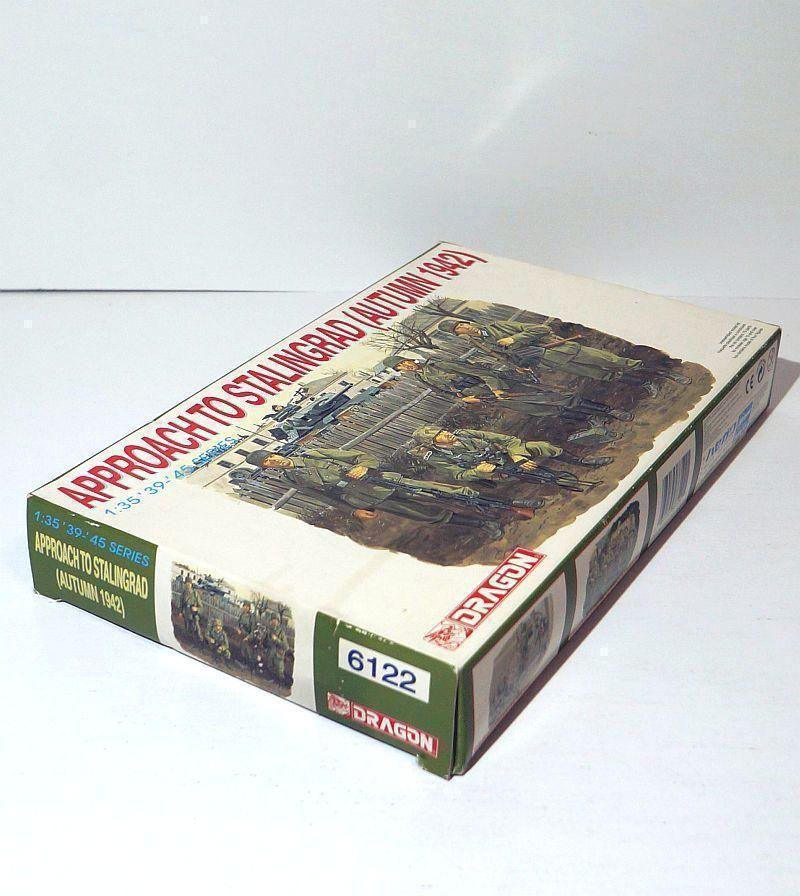 APPROACH TO STALINGRAD (AUTUMN 1942)
1:35 '39-'45 SERIES
DRAGON
1:35 '39-'45 SERIES
APPROACH TO STALINGRAD
(AUTUMN 1942)
6122
DRAGON
CE